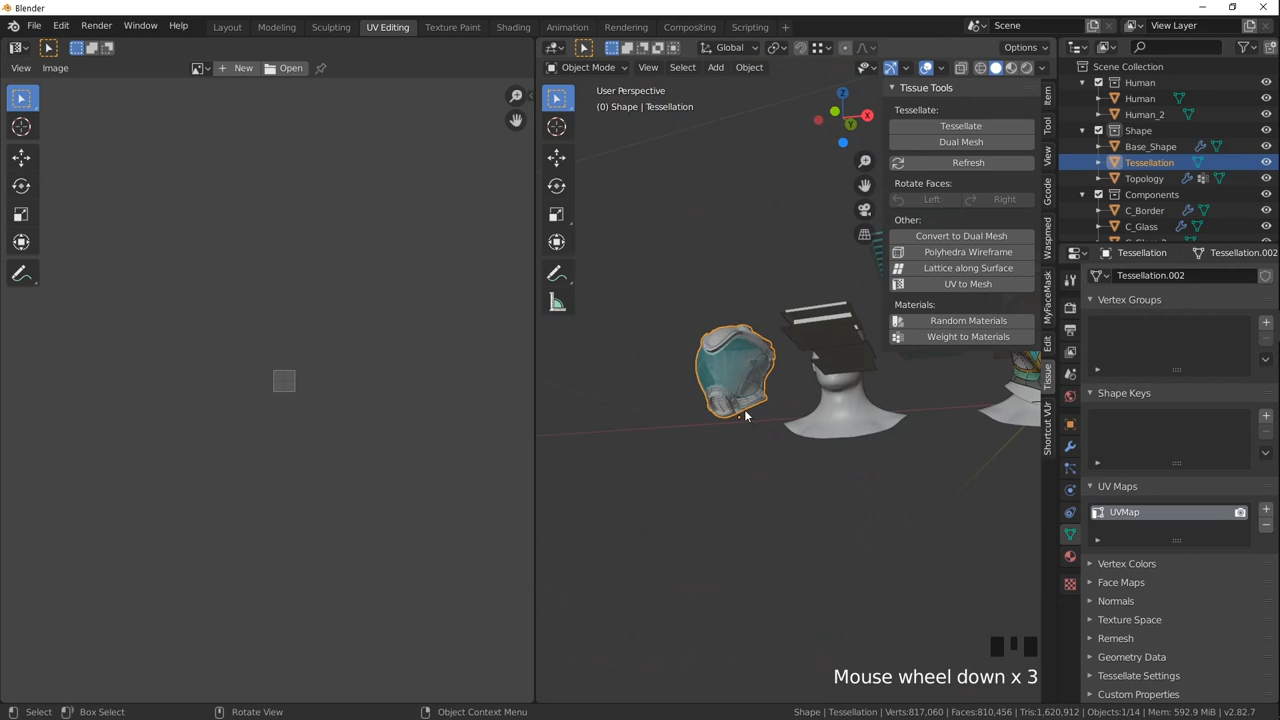 Blender
File Edit Render Window Help
Layout Modeling Sculpting UV Editing Texture Paint Shading Animation Rendering Compositing Scripting +
Scene View Layer
Global Options
View Image New Open
Object Mode View Select Add Object
User Perspective
(0) Shape | Tessellation
Z
X
Y
Tissue Tools
Tessellate:
Tessellate
Dual Mesh
Refresh
Rotate Faces:
Left Right
Other:
Convert to Dual Mesh
Polyhedra Wireframe
Lattice along Surface
UV to Mesh
Materials:
Random Materials
Weight to Materials
Item
Tool
View
Gcode
Waspmed
MyFaceMask
Edit
Tissue
Shortcut VUr
Scene Collection
Human
Human
Human_2
Shape
Base_Shape
Tessellation
Topology
Components
C_Border
C_Glass
Tessellation Tessellation.002
Tessellation.002
Vertex Groups
Shape Keys
UV Maps
UVMap
Vertex Colors
Face Maps
Normals
Texture Space
Remesh
Geometry Data
Tessellate Settings
Custom Properties
Mouse wheel down x 3
Select Box Select Rotate View Object Context Menu
Shape | Tessellation | Verts:817,060 | Faces:810,456 | Tris:1,620,912 | Objects:1/14 | Mem: 592.9 MiB | v2.82.7